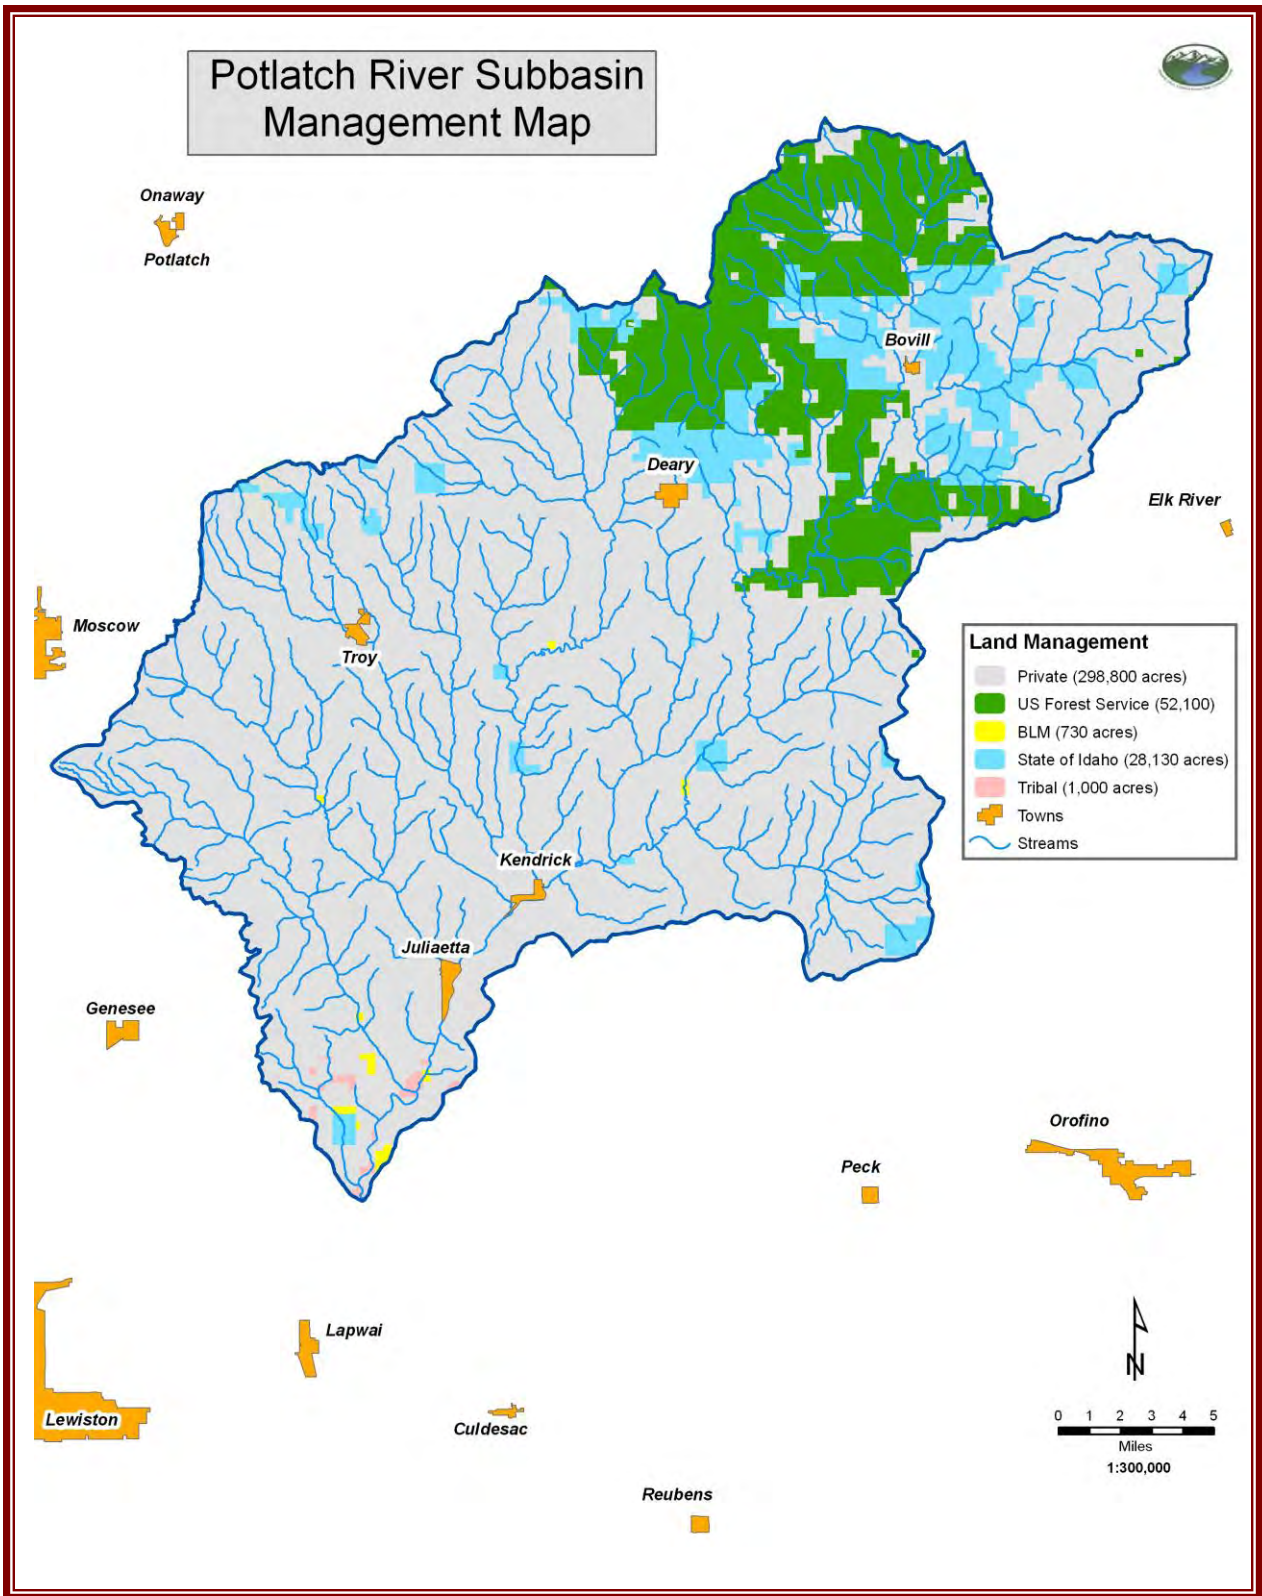 Potlatch River Subbasin
Management Map
Onaway
Potlatch
Bovill
Deary
Elk River
Moscow
Troy
Land Management
Private (298,800 acres)
US Forest Service (52,100)
BLM (730 acres)
State of Idaho (28,130 acres)
Tribal (1,000 acres)
Towns
Streams
Kendrick
Juliaetta
Genesee
Orofino
Peck
Lapwai
N
Lewiston
Culdesac
0 1 2 3 4 5
Miles
1:300,000
Reubens